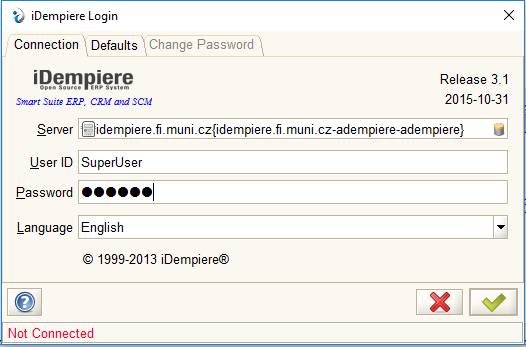 iDempiere Login
Connection Defaults Change Password
iDempiere Release 3.1
Open Source ERP System
Smart Suite ERP, CRM and SCM 2015-10-31
Server idempiere.fi.muni.cz{idempiere.fi.muni.cz-adempiere-adempiere}
User ID SuperUser
Password ●●●●●●
Language English
© 1999-2013 iDempiere®
Not Connected